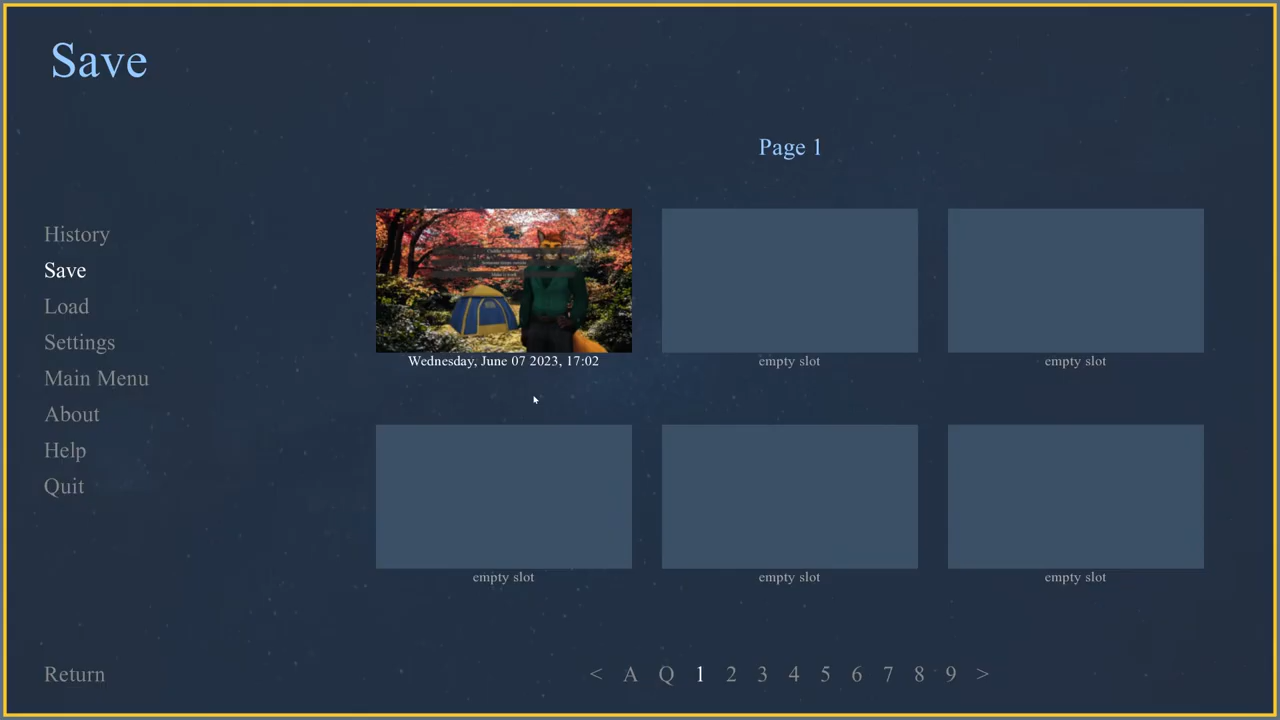 Save
Page 1
History
Save
Load
Settings
Main Menu
About
Help
Quit
Wednesday, June 07 2023, 17:02
empty slot
empty slot
empty slot
empty slot
empty slot
Return
< A Q 1 2 3 4 5 6 7 8 9 >